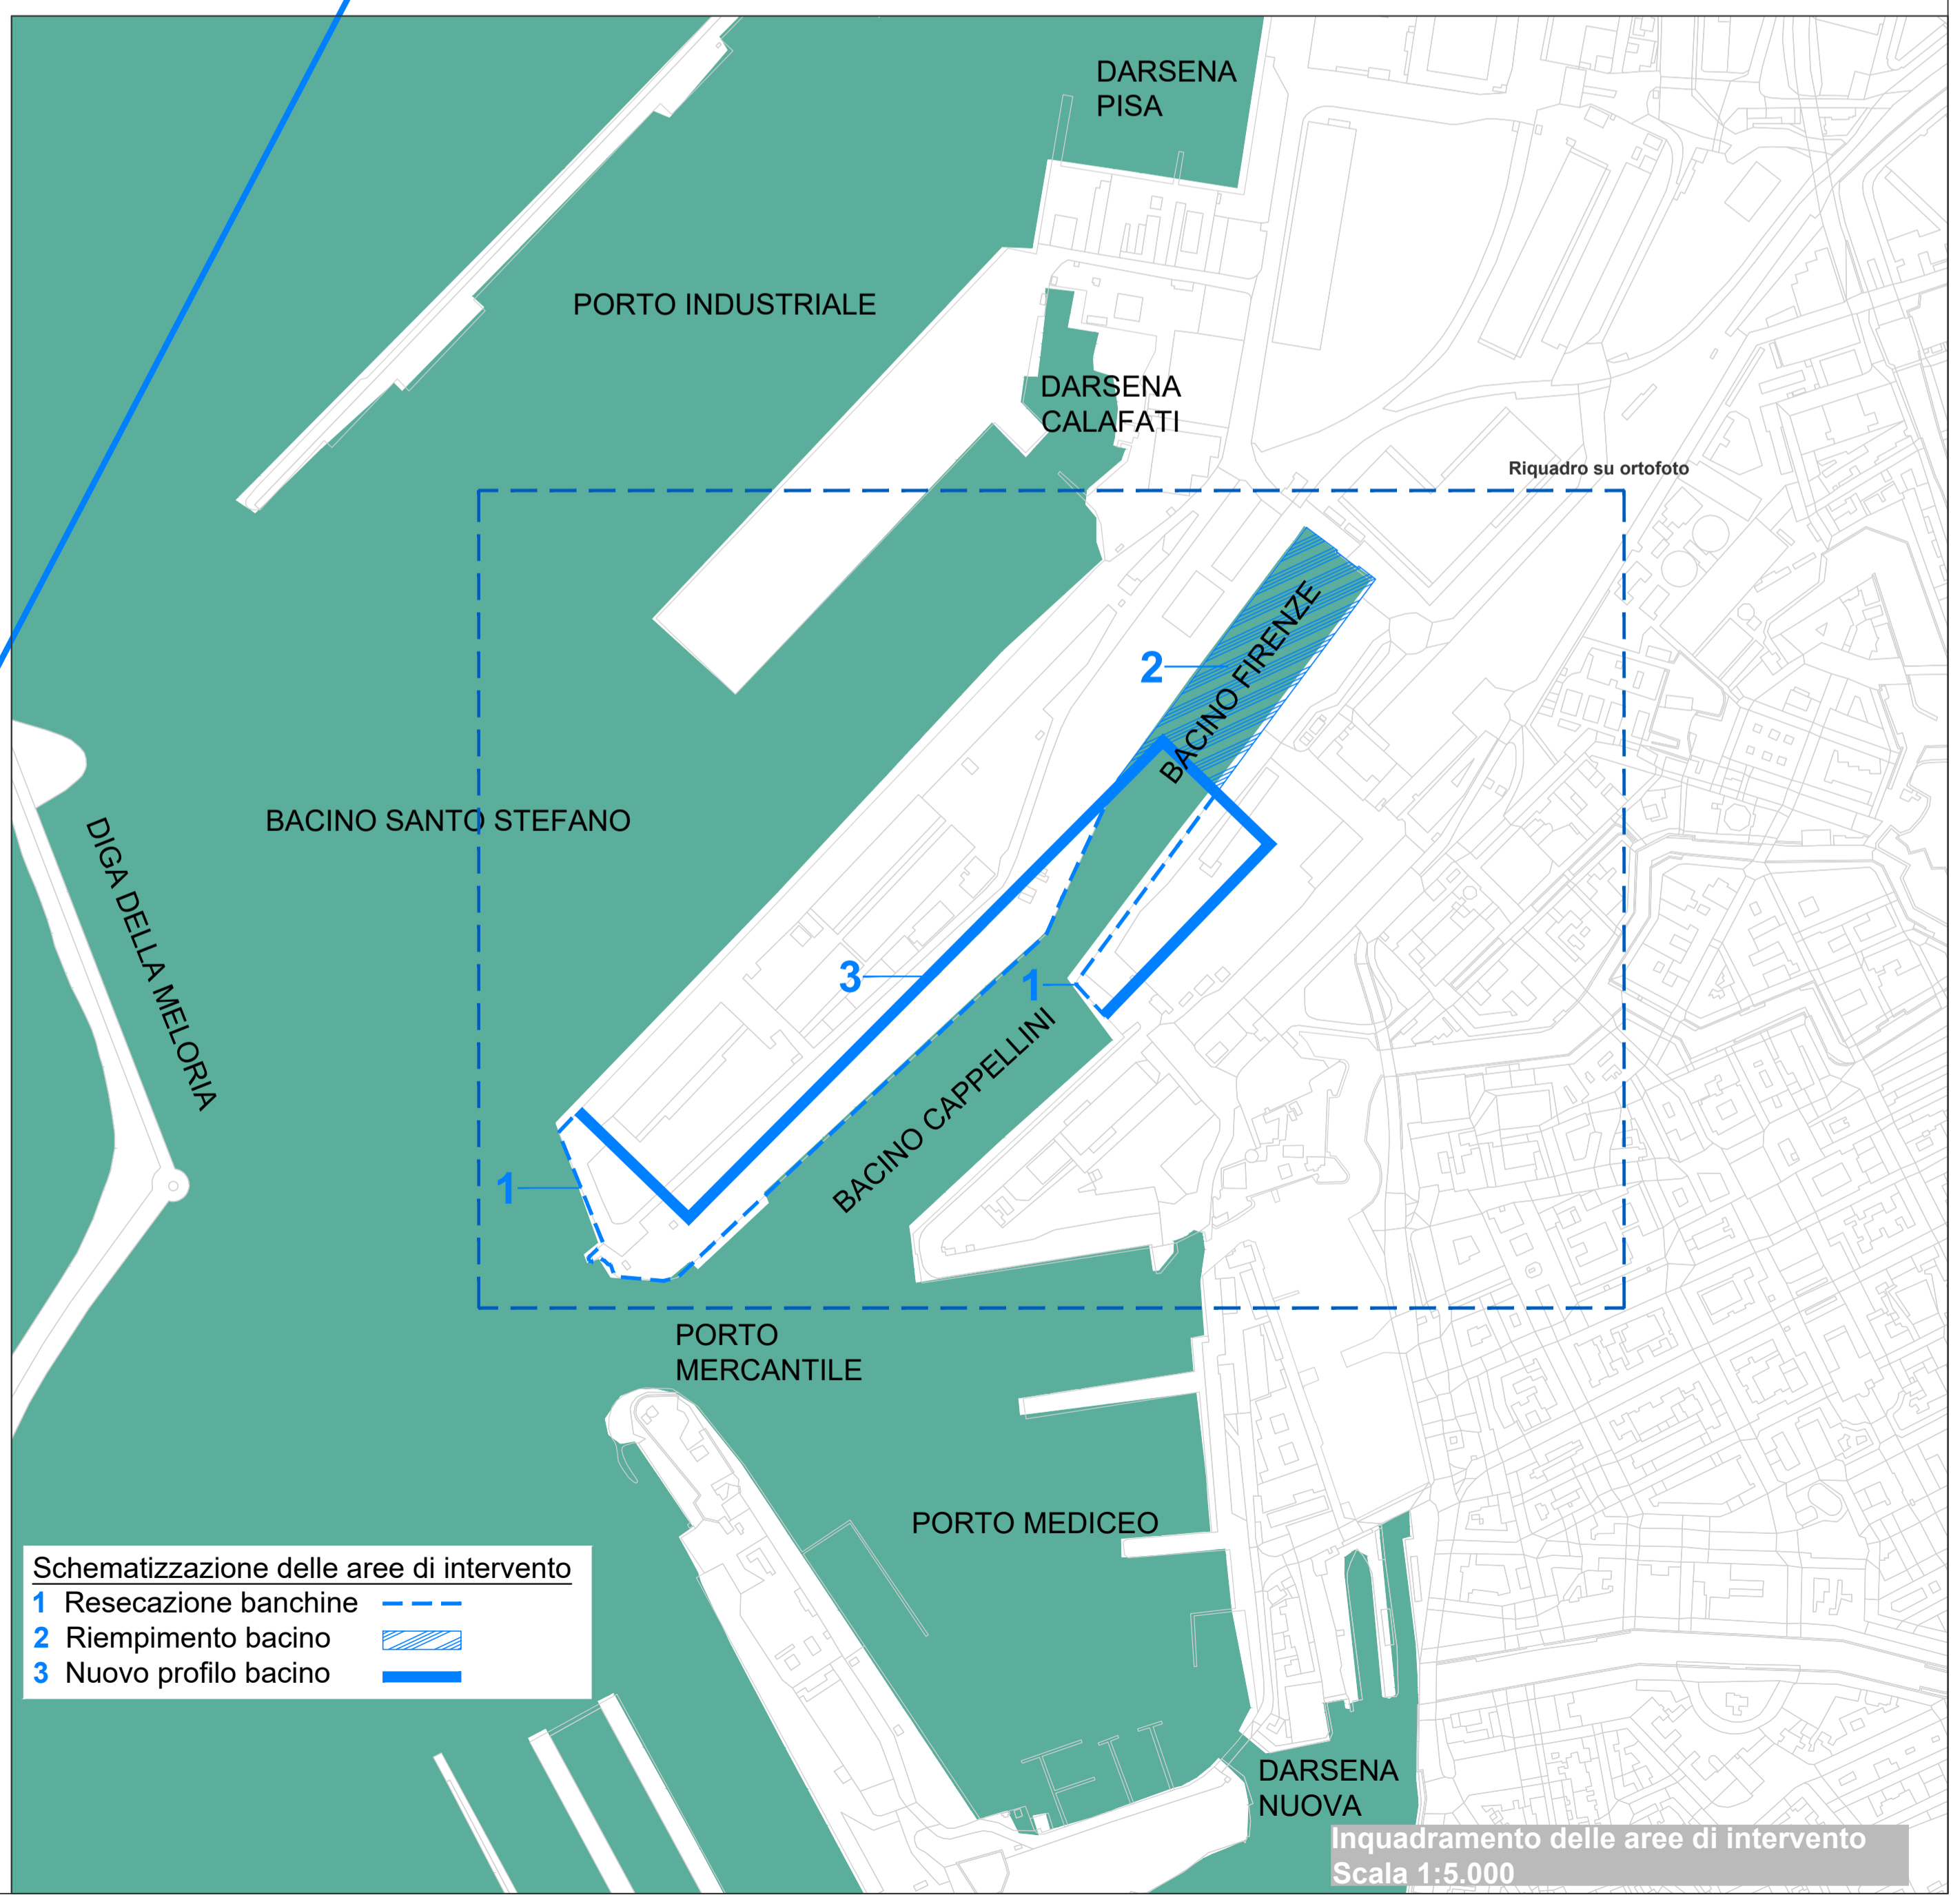 DARSENA
PISA
PORTO INDUSTRIALE
DARSENA
CALAFATI
Riquadro su ortofoto
2
BACINO FIRENZE
BACINO SANTO STEFANO
DIGA DELLA MELORIA
3
1
BACINO CAPPELLINI
1
PORTO
MERCANTILE
PORTO MEDICEO
Schematizzazione delle aree di intervento
1 Resecazione banchine
2 Riempimento bacino
3 Nuovo profilo bacino
DARSENA
NUOVA
Inquadramento delle aree di intervento
Scala 1:5.000